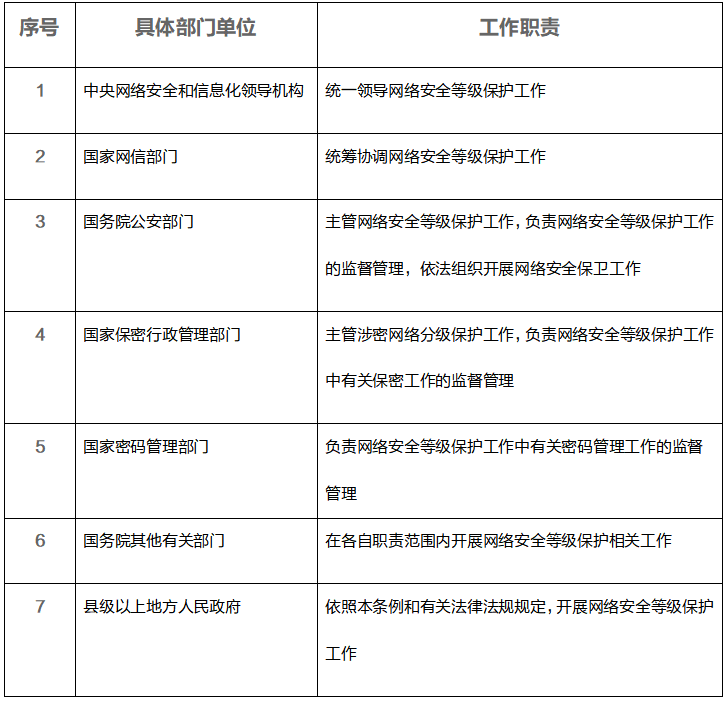 序号 具体部门单位 工作职责
1 中央网络安全和信息化领导机构 统一领导网络安全等级保护工作
2 国家网信部门 统筹协调网络安全等级保护工作
3 国务院公安部门 主管网络安全等级保护工作，负责网络安全等级保护工作
的监督管理，依法组织开展网络安全保卫工作
4 国家保密行政管理部门 主管涉密网络分级保护工作，负责网络安全等级保护工作
中有关保密工作的监督管理
5 国家密码管理部门 负责网络安全等级保护工作中有关密码管理工作的监督
管理
6 国务院其他有关部门 在各自职责范围内开展网络安全等级保护相关工作
7 县级以上地方人民政府 依照本条例和有关法律法规规定，开展网络安全等级保护
工作